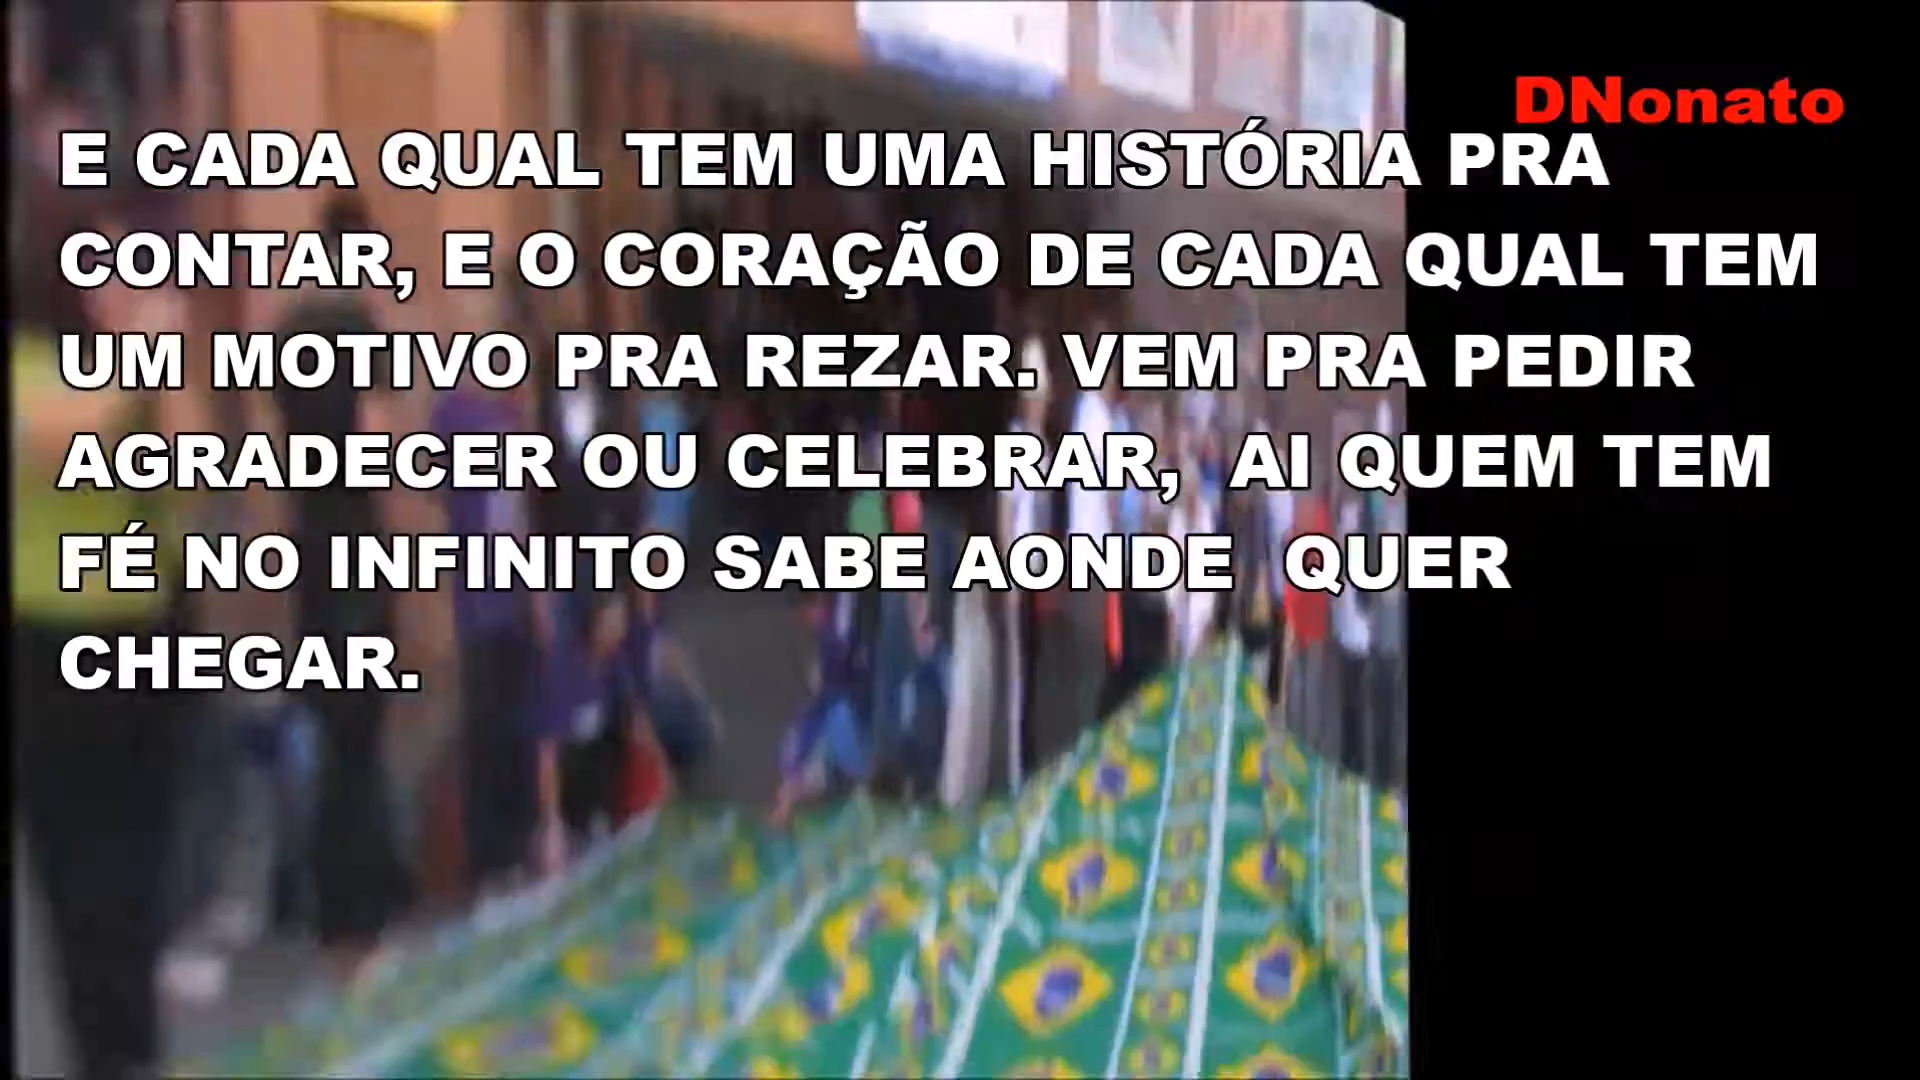 DNonato
E CADA QUAL TEM UMA HISTÓRIA PRA
CONTAR, E O CORAÇÃO DE CADA QUAL TEM
UM MOTIVO PRA REZAR. VEM PRA PEDIR
AGRADECER OU CELEBRAR,  AI QUEM TEM
FÉ NO INFINITO SABE AONDE  QUER
CHEGAR.